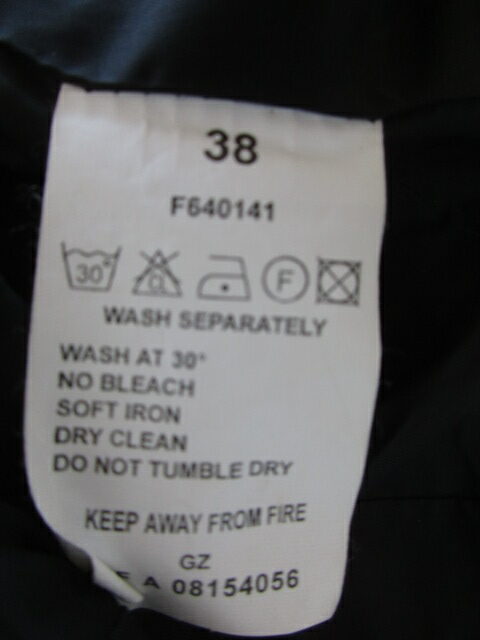 38
F640141
30° CL F
WASH SEPARATELY
WASH AT 30°
NO BLEACH
SOFT IRON
DRY CLEAN
DO NOT TUMBLE DRY
KEEP AWAY FROM FIRE
GZ
A 08154056